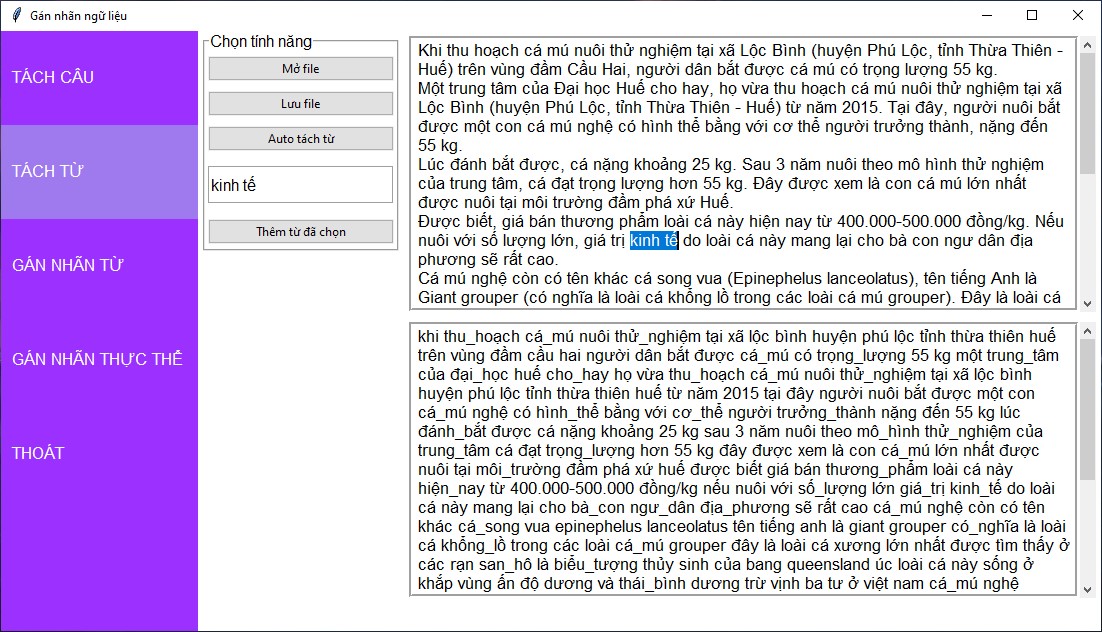 Gán nhãn ngữ liệu
TÁCH CÂU
TÁCH TỪ
GÁN NHÃN TỪ
GÁN NHÃN THỰC THỂ
THOÁT
Chọn tính năng
Mở file
Lưu file
Auto tách từ
kinh tế
Thêm từ đã chọn
Khi thu hoạch cá mú nuôi thử nghiệm tại xã Lộc Bình (huyện Phú Lộc, tỉnh Thừa Thiên -
Huế) trên vùng đầm Cầu Hai, người dân bắt được cá mú có trọng lượng 55 kg.
Một trung tâm của Đại học Huế cho hay, họ vừa thu hoạch cá mú nuôi thử nghiệm tại xã
Lộc Bình (huyện Phú Lộc, tỉnh Thừa Thiên - Huế) từ năm 2015. Tại đây, người nuôi bắt
được một con cá mú nghệ có hình thể bằng với cơ thể người trưởng thành, nặng đến
55 kg.
Lúc đánh bắt được, cá nặng khoảng 25 kg. Sau 3 năm nuôi theo mô hình thử nghiệm
của trung tâm, cá đạt trọng lượng hơn 55 kg. Đây được xem là con cá mú lớn nhất
được nuôi tại môi trường đầm phá xứ Huế.
Được biết, giá bán thương phẩm loài cá này hiện nay từ 400.000-500.000 đồng/kg. Nếu
nuôi với số lượng lớn, giá trị kinh tế do loài cá này mang lại cho bà con ngư dân địa
phương sẽ rất cao.
Cá mú nghệ còn có tên khác cá song vua (Epinephelus lanceolatus), tên tiếng Anh là
Giant grouper (có nghĩa là loài cá khổng lồ trong các loài cá mú grouper). Đây là loài cá
khi thu_hoạch cá_mú nuôi thử_nghiệm tại xã lộc bình huyện phú lộc tỉnh thừa thiên huế
trên vùng đầm cầu hai người dân bắt được cá_mú có trọng_lượng 55 kg một trung_tâm
của đại_học huế cho_hay họ vừa thu_hoạch cá_mú nuôi thử_nghiệm tại xã lộc bình
huyện phú lộc tỉnh thừa thiên huế từ năm 2015 tại đây người nuôi bắt được một con
cá_mú nghệ có hình_thể bằng với cơ_thể người trưởng_thành nặng đến 55 kg lúc
đánh_bắt được cá nặng khoảng 25 kg sau 3 năm nuôi theo mô_hình thử_nghiệm của
trung_tâm cá đạt trọng_lượng hơn 55 kg đây được xem là con cá_mú lớn nhất được
nuôi tại môi_trường đầm phá xứ huế được biết giá bán thương_phẩm loài cá này
hiện_nay từ 400.000-500.000 đồng/kg nếu nuôi với số_lượng lớn giá_trị kinh_tế do loài
cá này mang lại cho bà_con ngư_dân địa_phương sẽ rất cao cá_mú nghệ còn có tên
khác cá_song vua epinephelus lanceolatus tên tiếng anh là giant grouper có_nghĩa là loài
cá khổng_lồ trong các loài cá_mú grouper đây là loài cá xương lớn nhất được tìm thấy ở
các rạn san_hô là biểu_tượng thủy sinh của bang queensland úc loài cá này sống ở
khắp vùng ấn độ dương và thái_bình dương trừ vịnh ba tư ở việt nam cá_mú nghệ